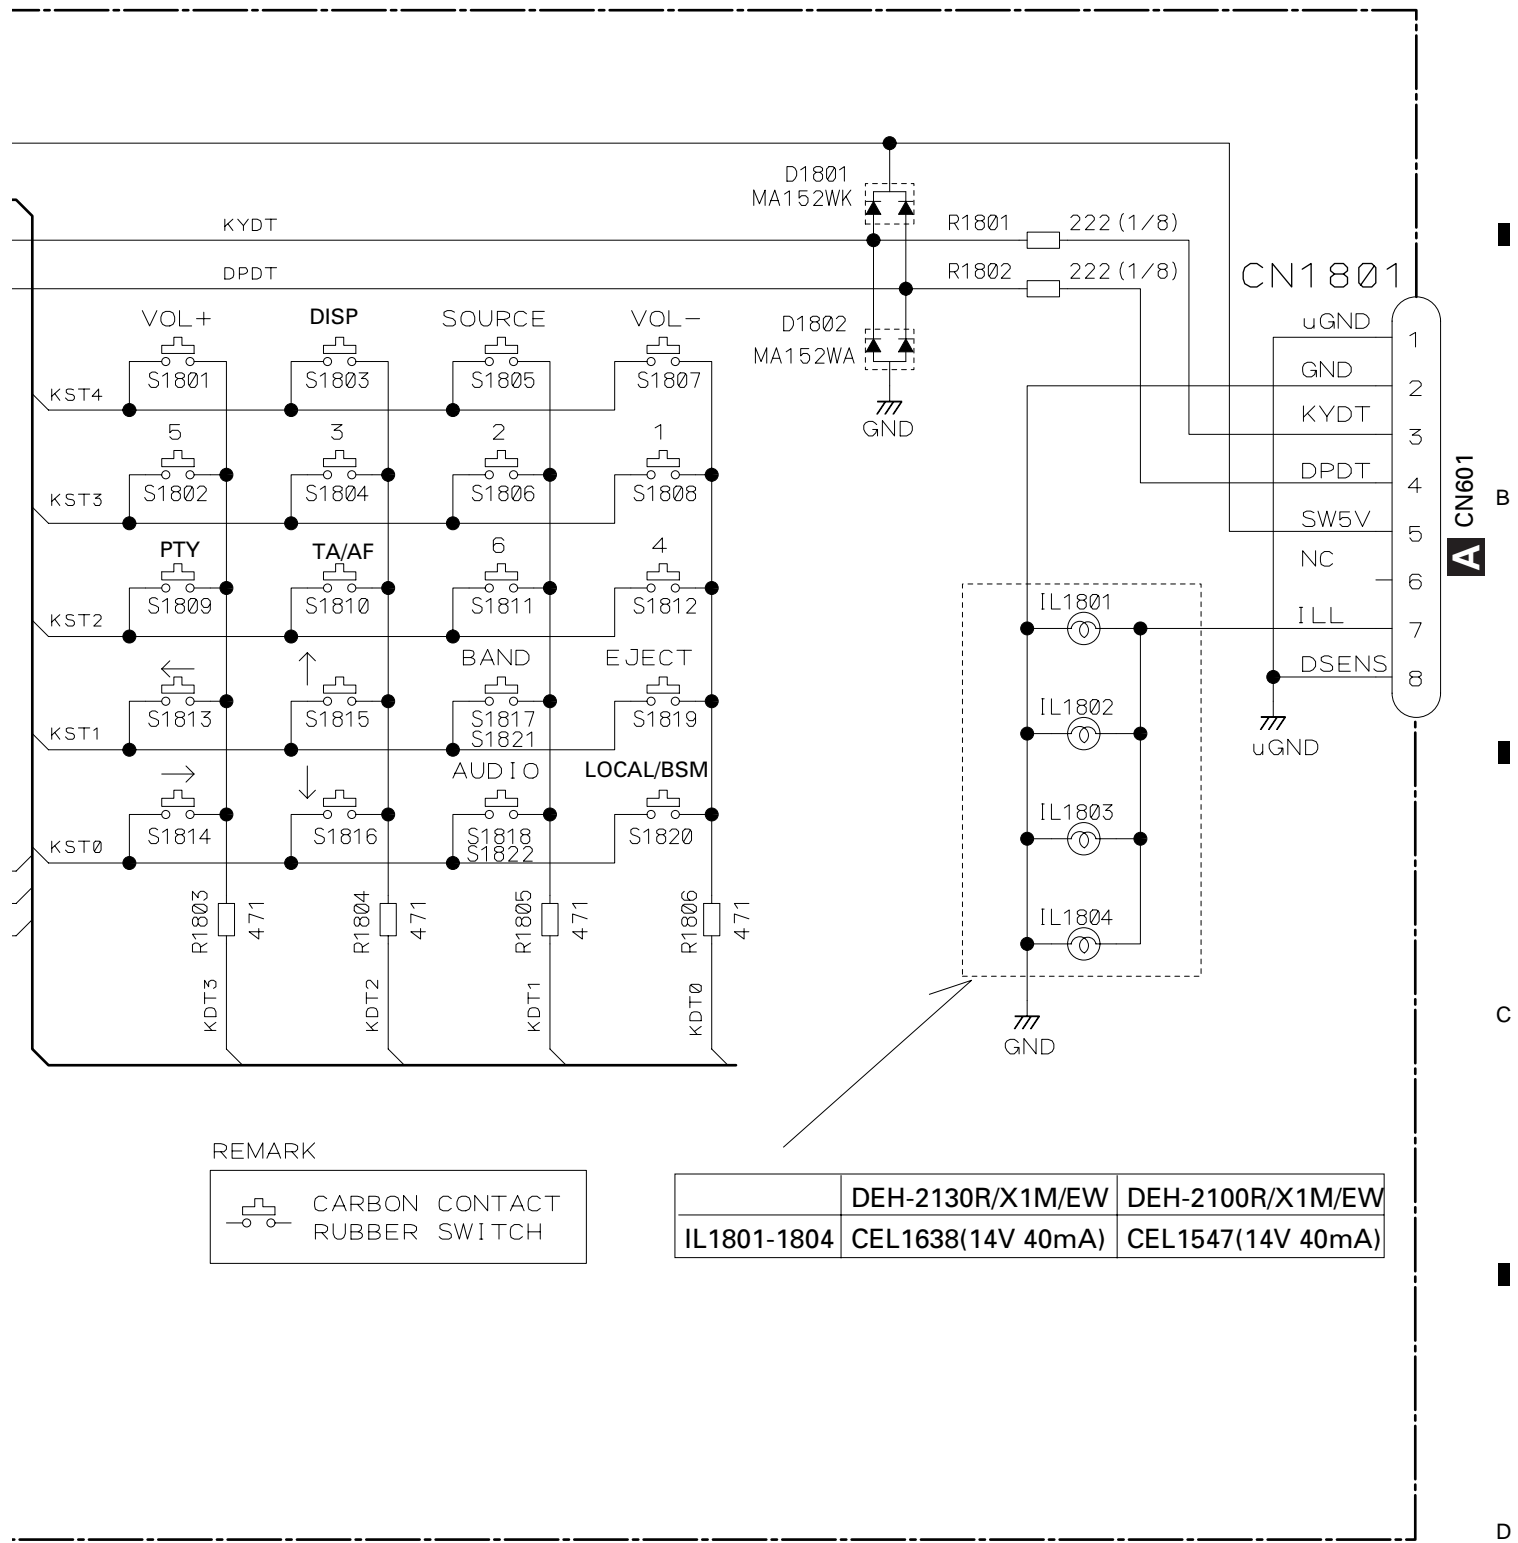 D1801
MA152WK
KYDT
R1801 222 (1/8)
DPDT
R1802 222 (1/8)
CN1801
VOL+ DISP SOURCE VOL-
D1802
MA152WA
uGND 1
S1801 S1803 S1805 S1807
GND 2
KST4
GND
KYDT 3
5 3 2 1
DPDT 4
S1802 S1804 S1806 S1808
KST3
CN601
B
SW5V 5
A
PTY TA/AF 6 4
NC 6
S1809 S1810 S1811 S1812
IL1801
KST2
ILL 7
← ↑ BAND EJECT
DSENS 8
S1813 S1815 S1817 S1819
S1821
IL1802
KST1
uGND
→ ↓ AUDIO LOCAL/BSM
S1814 S1816 S1818 S1820
S1822
IL1803
KST0
R1803 471
R1804 471
R1805 471
R1806 471
IL1804
KDT3
KDT2
KDT1
KDT0
C
GND
REMARK
CARBON CONTACT
RUBBER SWITCH
DEH-2130R/X1M/EW DEH-2100R/X1M/EW
IL1801-1804 CEL1638(14V 40mA) CEL1547(14V 40mA)
D